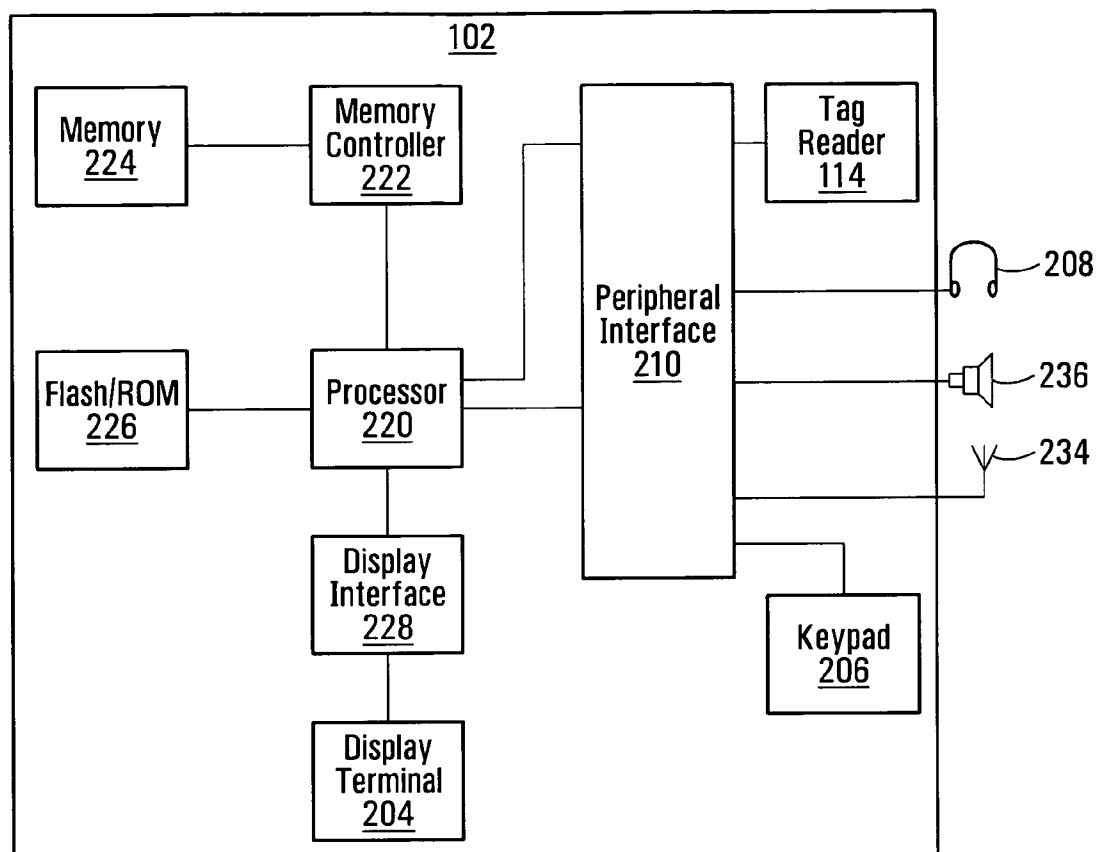 102
Memory
224
Memory
Controller
222
Tag
Reader
114
208
Peripheral
Interface
210
Flash/ROM
226
Processor
220
236
234
Display
Interface
228
Keypad
206
Display
Terminal
204